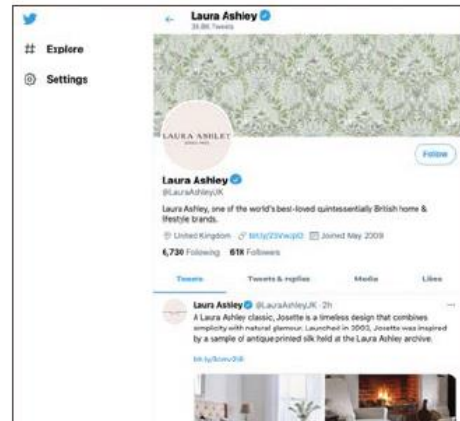 Laura Ashley
Tweets
Explore
Settings
LAURA ASHLEY
Follow
Laura Ashley
@LauraAshleyUK
Laura Ashley, one of the world's best-loved quintessentially British home &
lifestyle brands.
United Kingdom Joined May 2009
6,730 Following 61K Followers
Tweets Tweets & replies Media Likes
Laura Ashley @LauraAshleyUK · 2h
A Laura Ashley classic, Josette is a timeless design that combines
simplicity with natural glamour. Launched in 2003, Josette was inspired
by a sample of antique printed silk held at the Laura Ashley archive.